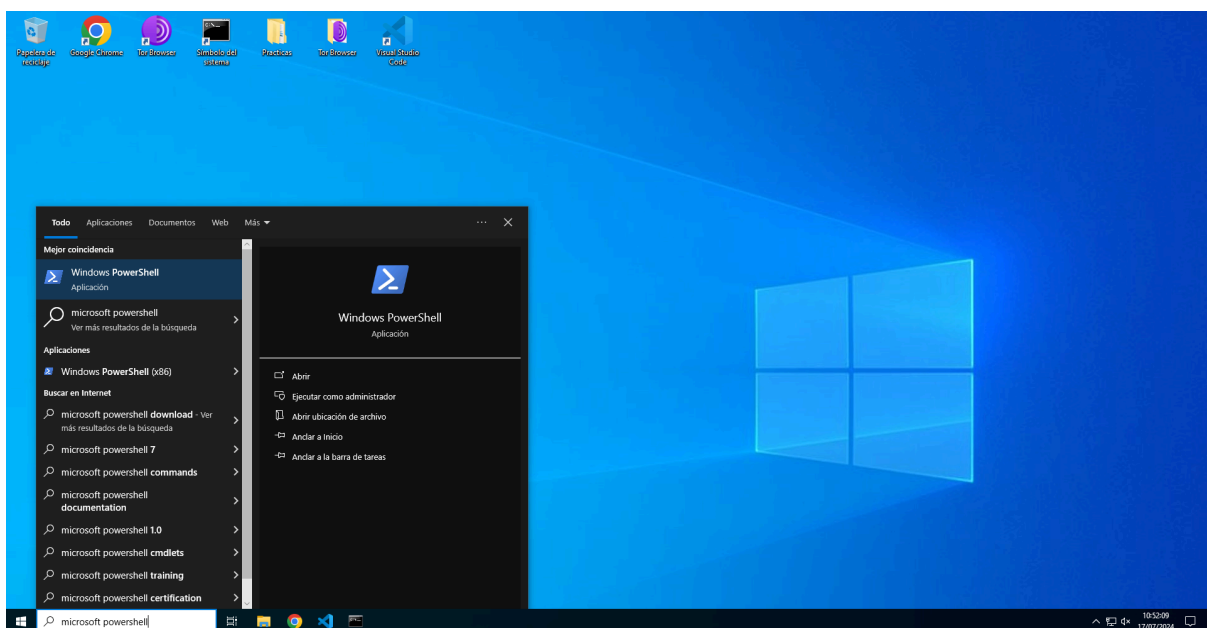 Papelera de
reciclaje
Google Chrome
Tor Browser
Símbolo del
sistema
Practicas
Tor Browser
Visual Studio
Code
Todo Aplicaciones Documentos Web Más
Mejor coincidencia
Windows PowerShell
Aplicación
microsoft powershell
Ver más resultados de la búsqueda
Aplicaciones
Windows PowerShell (x86)
Buscar en Internet
microsoft powershell download - Ver
más resultados de la búsqueda
microsoft powershell 7
microsoft powershell commands
microsoft powershell
documentation
microsoft powershell 1.0
microsoft powershell cmdlets
microsoft powershell training
microsoft powershell certification
Windows PowerShell
Aplicación
Abrir
Ejecutar como administrador
Abrir ubicación de archivo
Anclar a Inicio
Anclar a la barra de tareas
microsoft powershell
10:52:09
17/07/2024